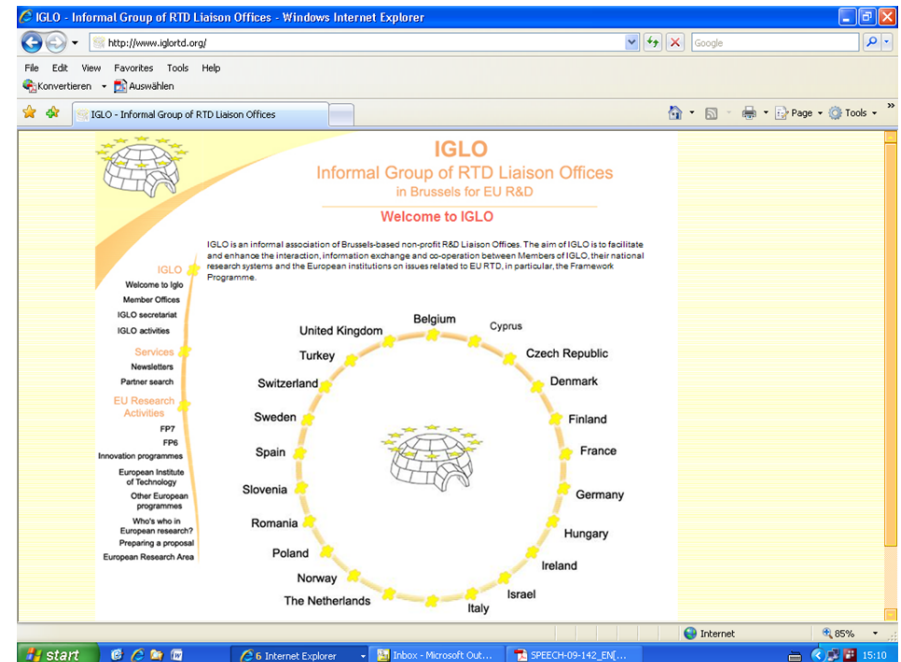 IGLO - Informal Group of RTD Liaison Offices - Windows Internet Explorer
http://www.iglortd.org/
Google
File Edit View Favorites Tools Help
Konvertieren Auswählen
IGLO - Informal Group of RTD Liaison Offices
Page Tools
IGLO
Informal Group of RTD Liaison Offices
in Brussels for EU R&D
Welcome to IGLO
IGLO is an informal association of Brussels-based non-profit R&D Liaison Offices. The aim of IGLO is to facilitate
and enhance the interaction, information exchange and co-operation between Members of IGLO, their national
research systems and the European institutions on issues related to EU RTD, in particular, the Framework
Programme.
IGLO
Welcome to Iglo
Member Offices
IGLO secretariat
IGLO activities
Services
Newsletters
Partner search
EU Research
Activities
FP7
FP6
Innovation programmes
European Institute
of Technology
Other European
programmes
Who's who in
European research?
Preparing a proposal
European Research Area
Belgium
Cyprus
Czech Republic
Denmark
Finland
France
Germany
Hungary
Ireland
Israel
Italy
The Netherlands
Norway
Poland
Romania
Slovenia
Spain
Sweden
Switzerland
Turkey
United Kingdom
Internet 85%
start 6 Internet Explorer Inbox - Microsoft Out... SPEECH-09-142_EN[... 15:10